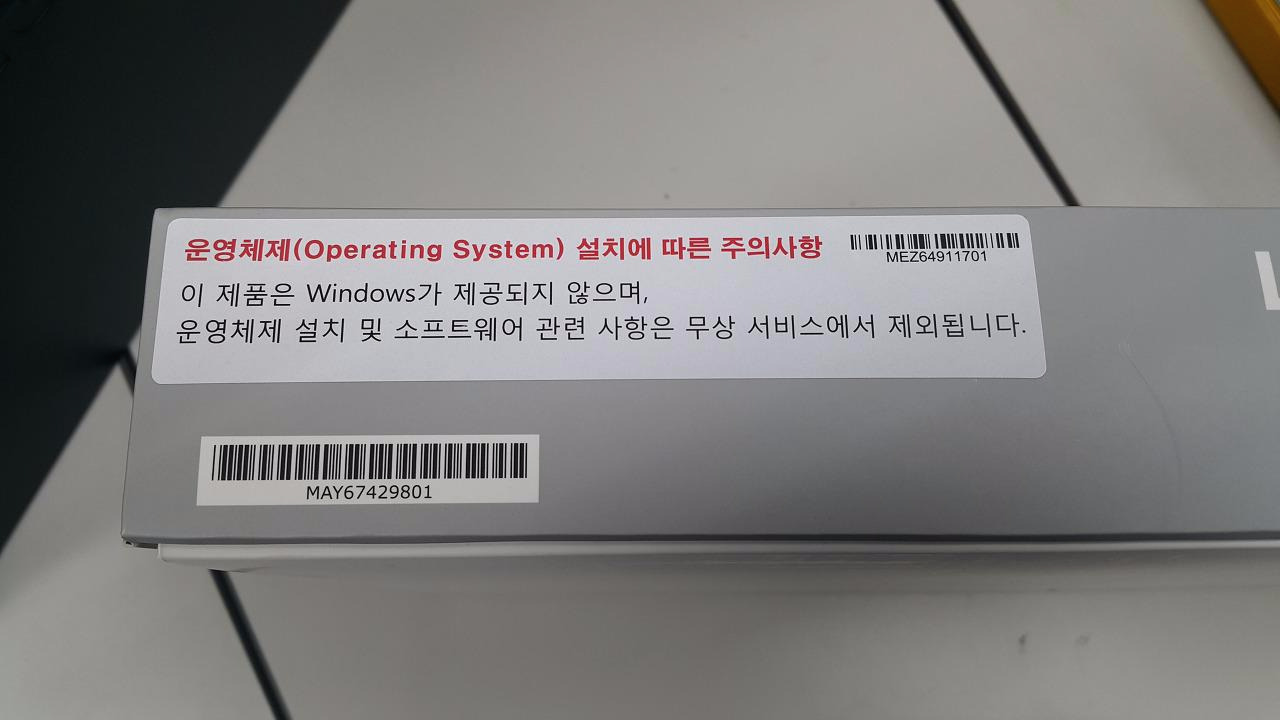 운영체제(Operating System) 설치에 따른 주의사항
MEZ64911701
이 제품은 Windows가 제공되지 않으며,
운영체제 설치 및 소프트웨어 관련 사항은 무상 서비스에서 제외됩니다.
MAY67429801